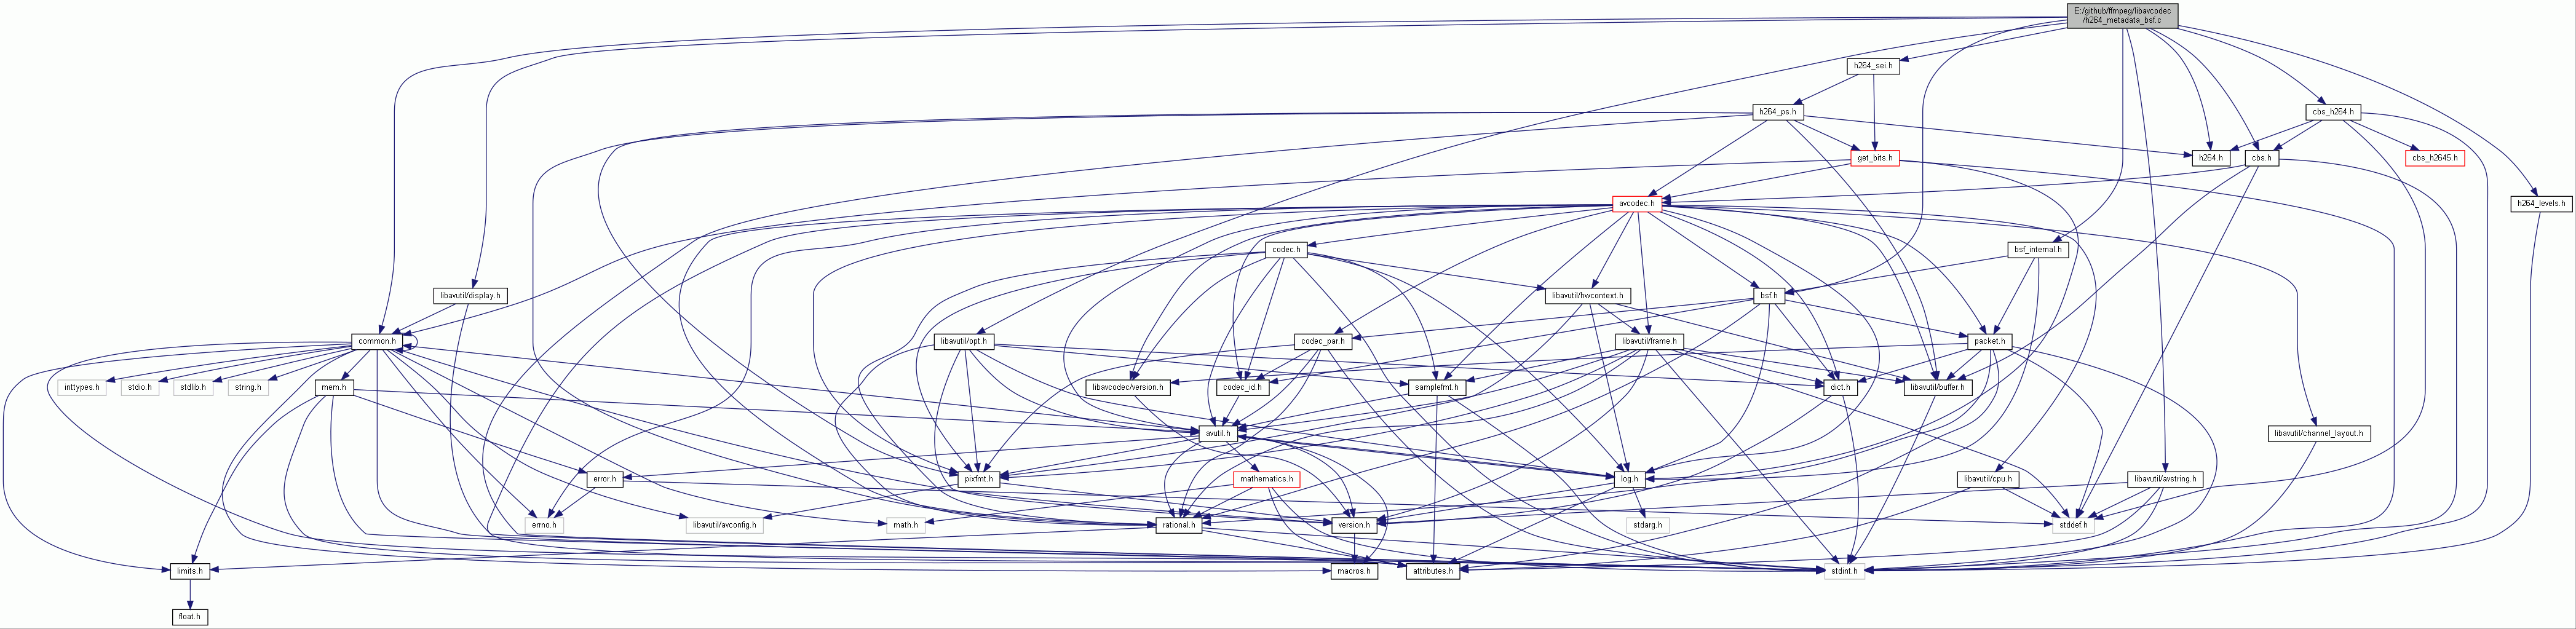 E:/github/ffmpeg/libavcodec
/h264_metadata_bsf.c
h264_sei.h
h264_ps.h
cbs_h264.h
get_bits.h
h264.h
cbs.h
cbs_h2645.h
avcodec.h
h264_levels.h
codec.h
bsf_internal.h
libavutil/display.h
libavutil/hwcontext.h
bsf.h
common.h
libavutil/opt.h
codec_par.h
libavutil/frame.h
packet.h
inttypes.h
stdio.h
stdlib.h
string.h
mem.h
libavcodec/version.h
codec_id.h
samplefmt.h
dict.h
libavutil/buffer.h
avutil.h
libavutil/channel_layout.h
error.h
pixfmt.h
mathematics.h
log.h
libavutil/cpu.h
libavutil/avstring.h
errno.h
libavutil/avconfig.h
math.h
rational.h
version.h
stdarg.h
stddef.h
limits.h
macros.h
attributes.h
stdint.h
float.h